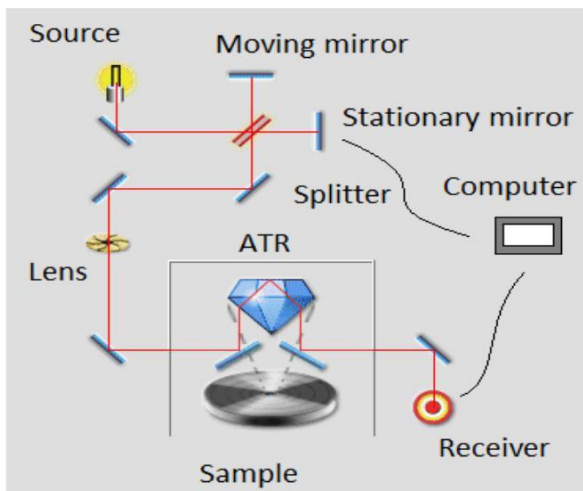 Source
Moving mirror
Stationary mirror
Splitter
Computer
ATR
Lens
Receiver
Sample